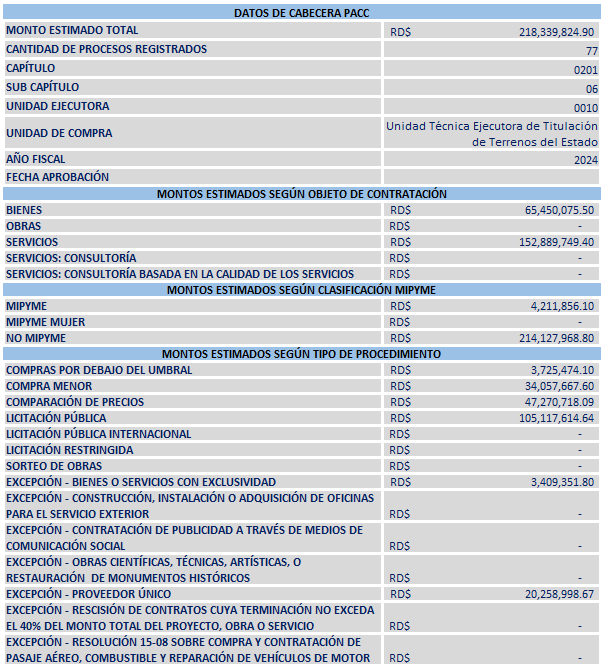 DATOS DE CABECERA PACC
MONTO ESTIMADO TOTAL RD$ 218,339,824.90
CANTIDAD DE PROCESOS REGISTRADOS 77
CAPÍTULO 0201
SUB CAPÍTULO 06
UNIDAD EJECUTORA 0010
UNIDAD DE COMPRA Unidad Técnica Ejecutora de Titulación
de Terrenos del Estado
AÑO FISCAL 2024
FECHA APROBACIÓN
MONTOS ESTIMADOS SEGÚN OBJETO DE CONTRATACIÓN
BIENES RD$ 65,450,075.50
OBRAS RD$ -
SERVICIOS RD$ 152,889,749.40
SERVICIOS: CONSULTORÍA RD$ -
SERVICIOS: CONSULTORÍA BASADA EN LA CALIDAD DE LOS SERVICIOS RD$ -
MONTOS ESTIMADOS SEGÚN CLASIFICACIÓN MIPYME
MIPYME RD$ 4,211,856.10
MIPYME MUJER RD$ -
NO MIPYME RD$ 214,127,968.80
MONTOS ESTIMADOS SEGÚN TIPO DE PROCEDIMIENTO
COMPRAS POR DEBAJO DEL UMBRAL RD$ 3,725,474.10
COMPRA MENOR RD$ 34,057,667.60
COMPARACIÓN DE PRECIOS RD$ 47,270,718.09
LICITACIÓN PÚBLICA RD$ 105,117,614.64
LICITACIÓN PÚBLICA INTERNACIONAL RD$ -
LICITACIÓN RESTRINGIDA RD$ -
SORTEO DE OBRAS RD$ -
EXCEPCIÓN - BIENES O SERVICIOS CON EXCLUSIVIDAD RD$ 3,409,351.80
EXCEPCIÓN - CONSTRUCCIÓN, INSTALACIÓN O ADQUISICIÓN DE OFICINAS
PARA EL SERVICIO EXTERIOR RD$ -
EXCEPCIÓN - CONTRATACIÓN DE PUBLICIDAD A TRAVÉS DE MEDIOS DE
COMUNICACIÓN SOCIAL RD$ -
EXCEPCIÓN - OBRAS CIENTÍFICAS, TÉCNICAS, ARTÍSTICAS, O
RESTAURACIÓN DE MONUMENTOS HISTÓRICOS RD$ -
EXCEPCIÓN - PROVEEDOR ÚNICO RD$ 20,258,998.67
EXCEPCIÓN - RESCISIÓN DE CONTRATOS CUYA TERMINACIÓN NO EXCEDA
EL 40% DEL MONTO TOTAL DEL PROYECTO, OBRA O SERVICIO RD$ -
EXCEPCIÓN - RESOLUCIÓN 15-08 SOBRE COMPRA Y CONTRATACIÓN DE
PASAJE AÉREO, COMBUSTIBLE Y REPARACIÓN DE VEHÍCULOS DE MOTOR RD$ -